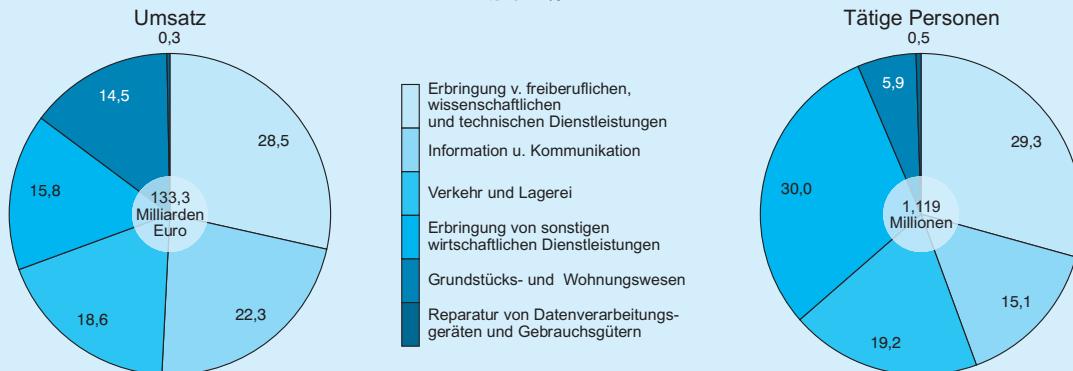 Umsatz
0,3
14,5
28,5
15,8
133,3
Milliarden
Euro
18,6
22,3
Erbringung v. freiberuflichen,
wissenschaftlichen
und technischen Dienstleistungen
Information u. Kommunikation
Verkehr und Lagerei
Erbringung von sonstigen
wirtschaftlichen Dienstleistungen
Grundstücks- und Wohnungswesen
Reparatur von Datenverarbeitungs-
geräten und Gebrauchsgütern
Tätige Personen
0,5
5,9
29,3
30,0
1,119
Millionen
15,1
19,2